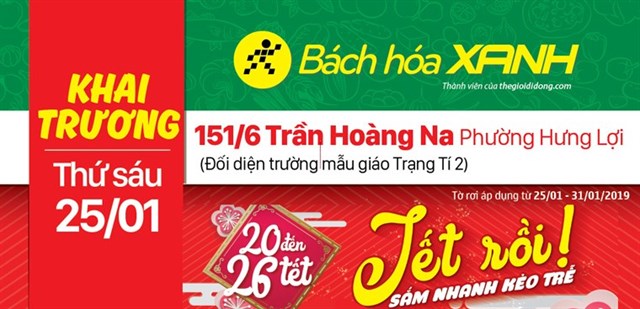 Bách hóa XANH
Thành viên của thegioididong.com
KHAI
TRƯƠNG
Thứ sáu
25/01
151/6 Trần Hoàng Na Phường Hưng Lợi
(Đối diện trường mẫu giáo Trạng Tí 2)
Tờ rơi áp dụng từ 25/01 - 31/01/2019
20 đến
26 tết
Tết rồi!
SẮM NHANH KẺO TRỄ